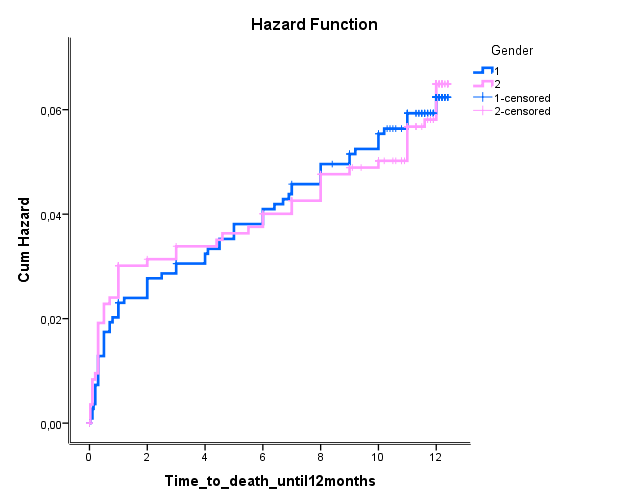 Hazard Function
Gender
1
2
1-censored
2-censored
0,06
0,04
0,02
0,00
Cum Hazard
0 2 4 6 8 10 12
Time_to_death_until12months